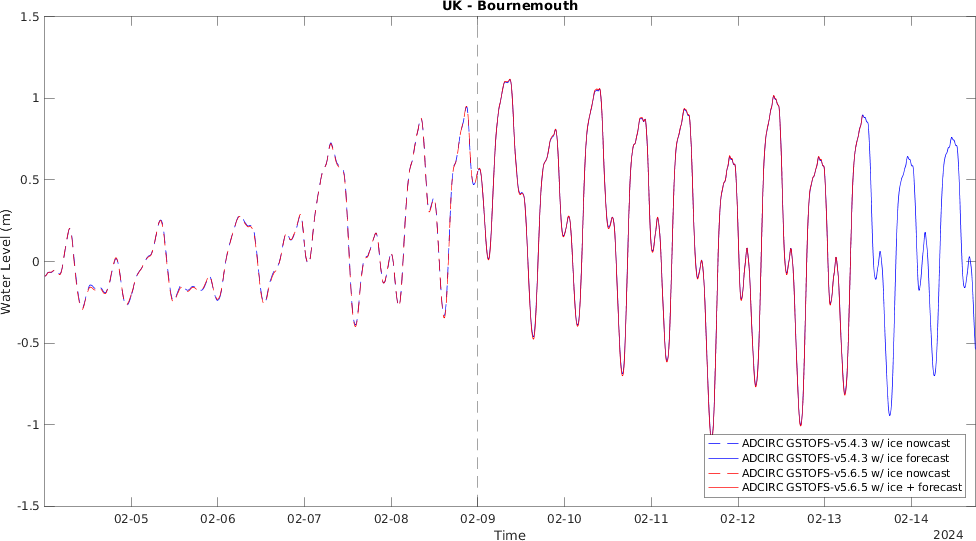 UK - Bournemouth
Water Level (m)
1.5
1
0.5
0
-0.5
-1
-1.5
ADCIRC GSTOFS-v5.4.3 w/ ice nowcast
ADCIRC GSTOFS-v5.4.3 w/ ice forecast
ADCIRC GSTOFS-v5.6.5 w/ ice nowcast
ADCIRC GSTOFS-v5.6.5 w/ ice + forecast
02-05 02-06 02-07 02-08 02-09 02-10 02-11 02-12 02-13 02-14
Time
2024